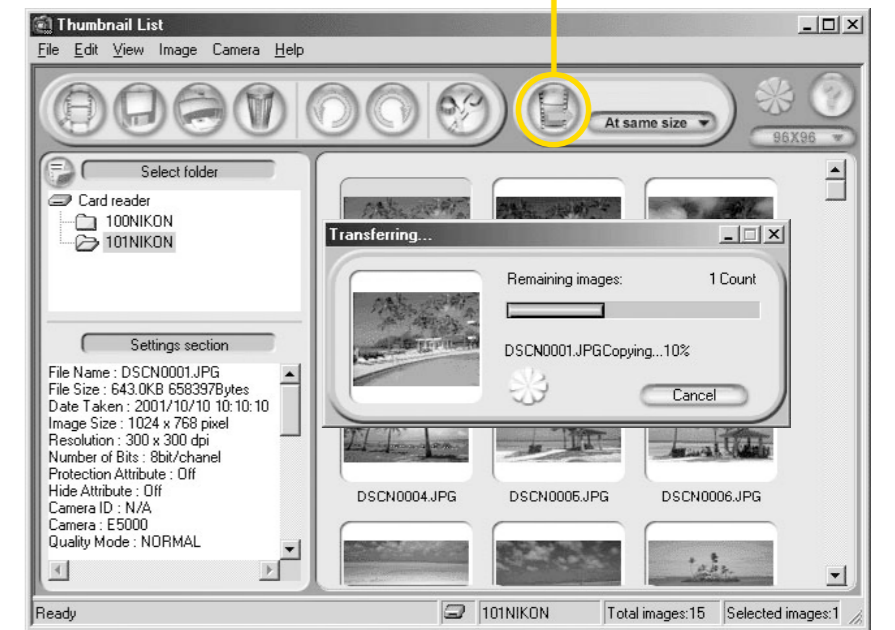 Thumbnail List
File Edit View Image Camera Help
At same size
96X96
Select folder
Card reader
100NIKON
101NIKON
Settings section
File Name : DSCN0001.JPG
File Size : 643.0KB 658397Bytes
Date Taken : 2001/10/10 10:10:10
Image Size : 1024 x 768 pixel
Resolution : 300 x 300 dpi
Number of Bits : 8bit/chanel
Protection Attribute : Off
Hide Attribute : Off
Camera ID : N/A
Camera : E5000
Quality Mode : NORMAL
Transferring...
Remaining images: 1 Count
DSCN0001.JPGCopying...10%
Cancel
DSCN0004.JPG DSCN0005.JPG DSCN0006.JPG
Ready 101NIKON Total images:15 Selected images:1